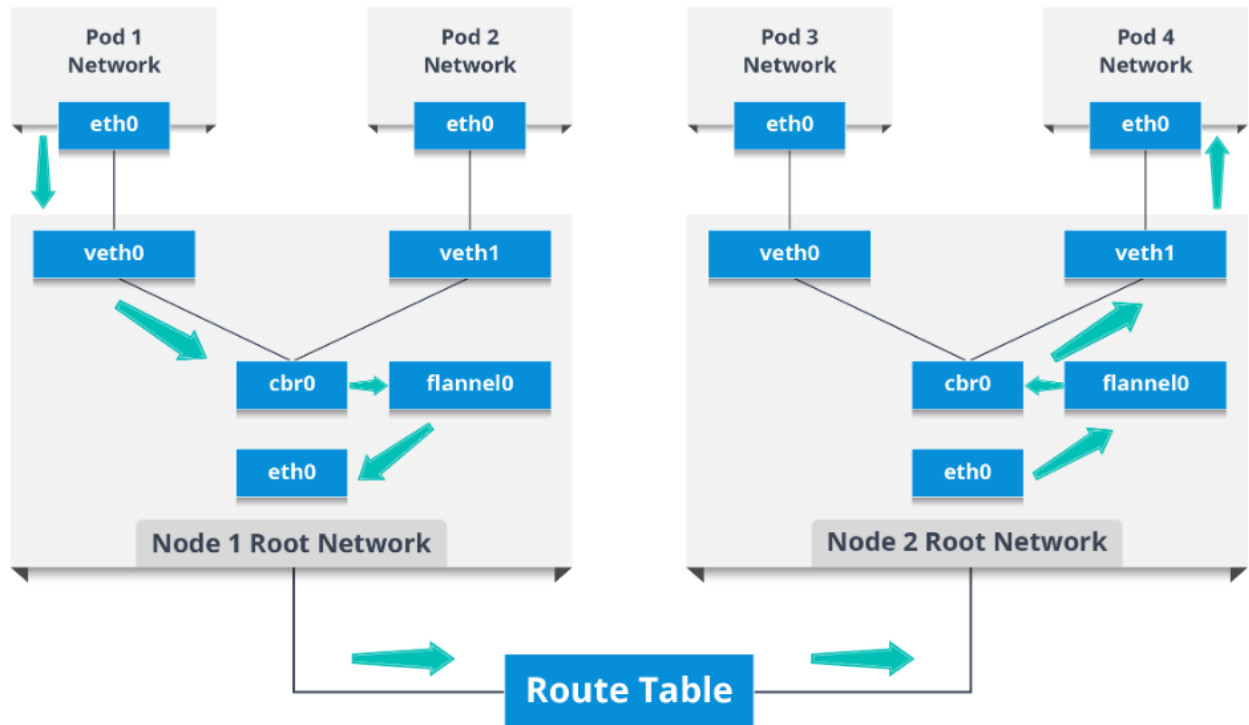 Pod 1
Network
Pod 2
Network
Pod 3
Network
Pod 4
Network
eth0
eth0
eth0
eth0
veth0
veth1
veth0
veth1
cbr0
flannel0
cbr0
flannel0
eth0
eth0
Node 1 Root Network
Node 2 Root Network
Route Table